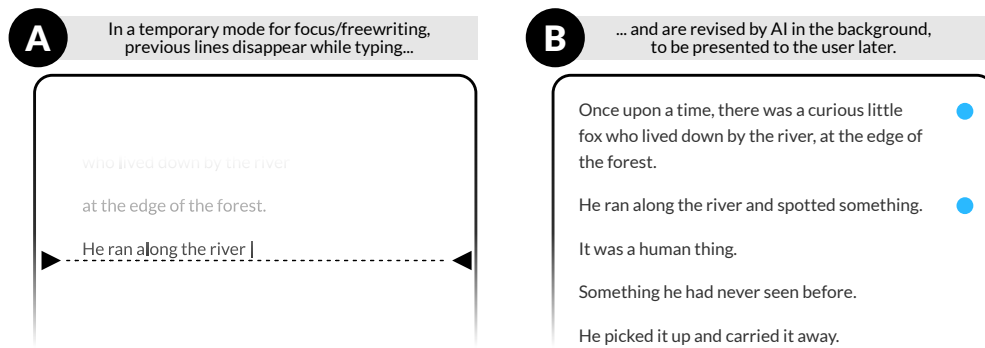 A
In a temporary mode for focus/freewriting,
previous lines disappear while typing...
who lived down by the river
at the edge of the forest.
He ran along the river
B
... and are revised by AI in the background,
to be presented to the user later.
Once upon a time, there was a curious little
fox who lived down by the river, at the edge of
the forest.
He ran along the river and spotted something.
It was a human thing.
Something he had never seen before.
He picked it up and carried it away.